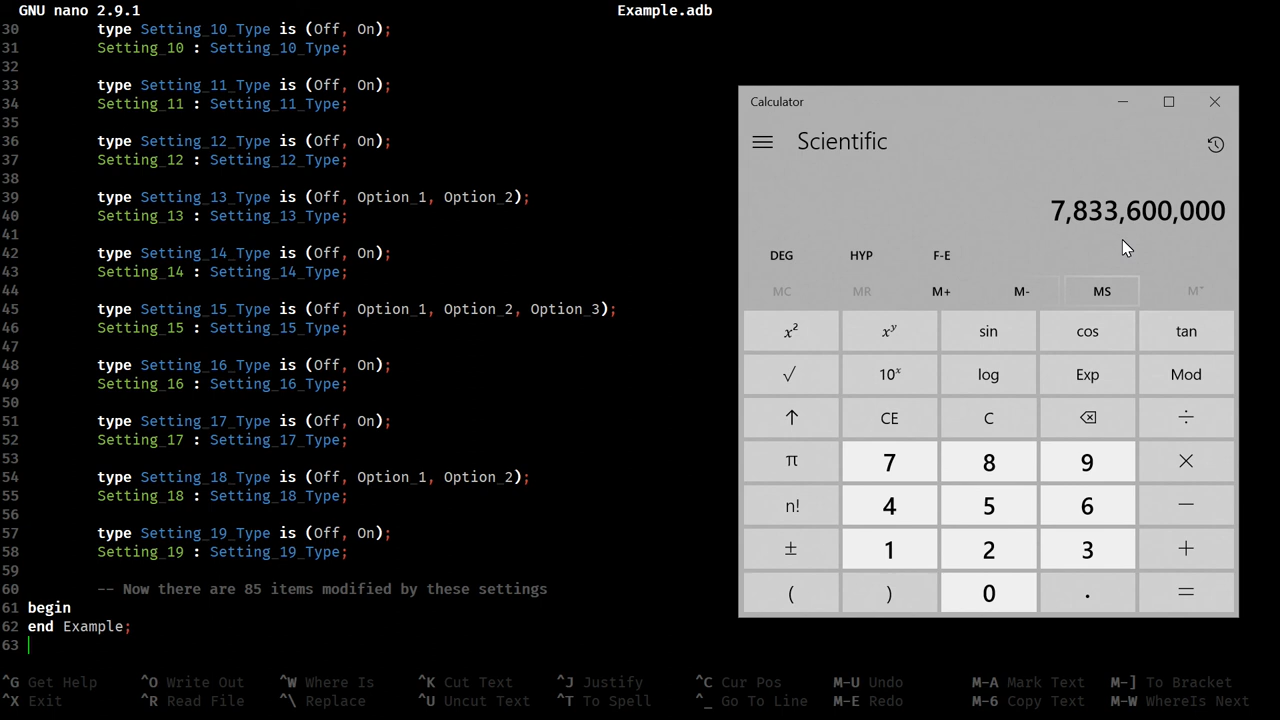 GNU nano 2.9.1 Example.adb
30 type Setting_10_Type is (Off, On);
31 Setting_10 : Setting_10_Type;
32
33 type Setting_11_Type is (Off, On);
34 Setting_11 : Setting_11_Type;
35
36 type Setting_12_Type is (Off, On);
37 Setting_12 : Setting_12_Type;
38
39 type Setting_13_Type is (Off, Option_1, Option_2);
40 Setting_13 : Setting_13_Type;
41
42 type Setting_14_Type is (Off, On);
43 Setting_14 : Setting_14_Type;
44
45 type Setting_15_Type is (Off, Option_1, Option_2, Option_3);
46 Setting_15 : Setting_15_Type;
47
48 type Setting_16_Type is (Off, On);
49 Setting_16 : Setting_16_Type;
50
51 type Setting_17_Type is (Off, On);
52 Setting_17 : Setting_17_Type;
53
54 type Setting_18_Type is (Off, Option_1, Option_2);
55 Setting_18 : Setting_18_Type;
56
57 type Setting_19_Type is (Off, On);
58 Setting_19 : Setting_19_Type;
59
60 -- Now there are 85 items modified by these settings
61 begin
62 end Example;
63
Calculator
Scientific
7,833,600,000
DEG HYP F-E
MC MR M+ M- MS M˅
x² xʸ sin cos tan
√ 10ˣ log Exp Mod
↑ CE C ⌫ ÷
π 7 8 9 ×
n! 4 5 6 −
± 1 2 3 +
( ) 0 . =
^G Get Help ^O Write Out ^W Where Is ^K Cut Text ^J Justify ^C Cur Pos M-U Undo M-A Mark Text M-] To Bracket
^X Exit ^R Read File ^\ Replace ^U Uncut Text ^T To Spell ^_ Go To Line M-E Redo M-6 Copy Text M-W WhereIs Next